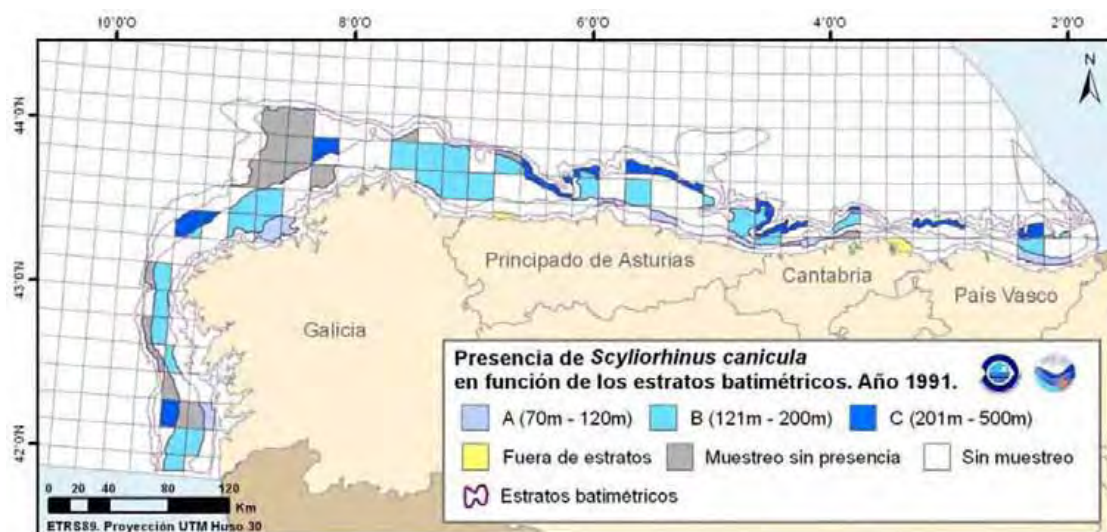 10°0'O 8°0'O 6°0'O 4°0'O 2°0'O
N
44°0'N
43°0'N
42°0'N
Principado de Asturias
Cantabria
País Vasco
Galicia
Presencia de Scyliorhinus canicula
en función de los estratos batimétricos. Año 1991.
A (70m - 120m) B (121m - 200m) C (201m - 500m)
Fuera de estratos Muestreo sin presencia Sin muestreo
Estratos batimétricos
0 20 40 80 120
Km
ETRS89. Proyección UTM Huso 30